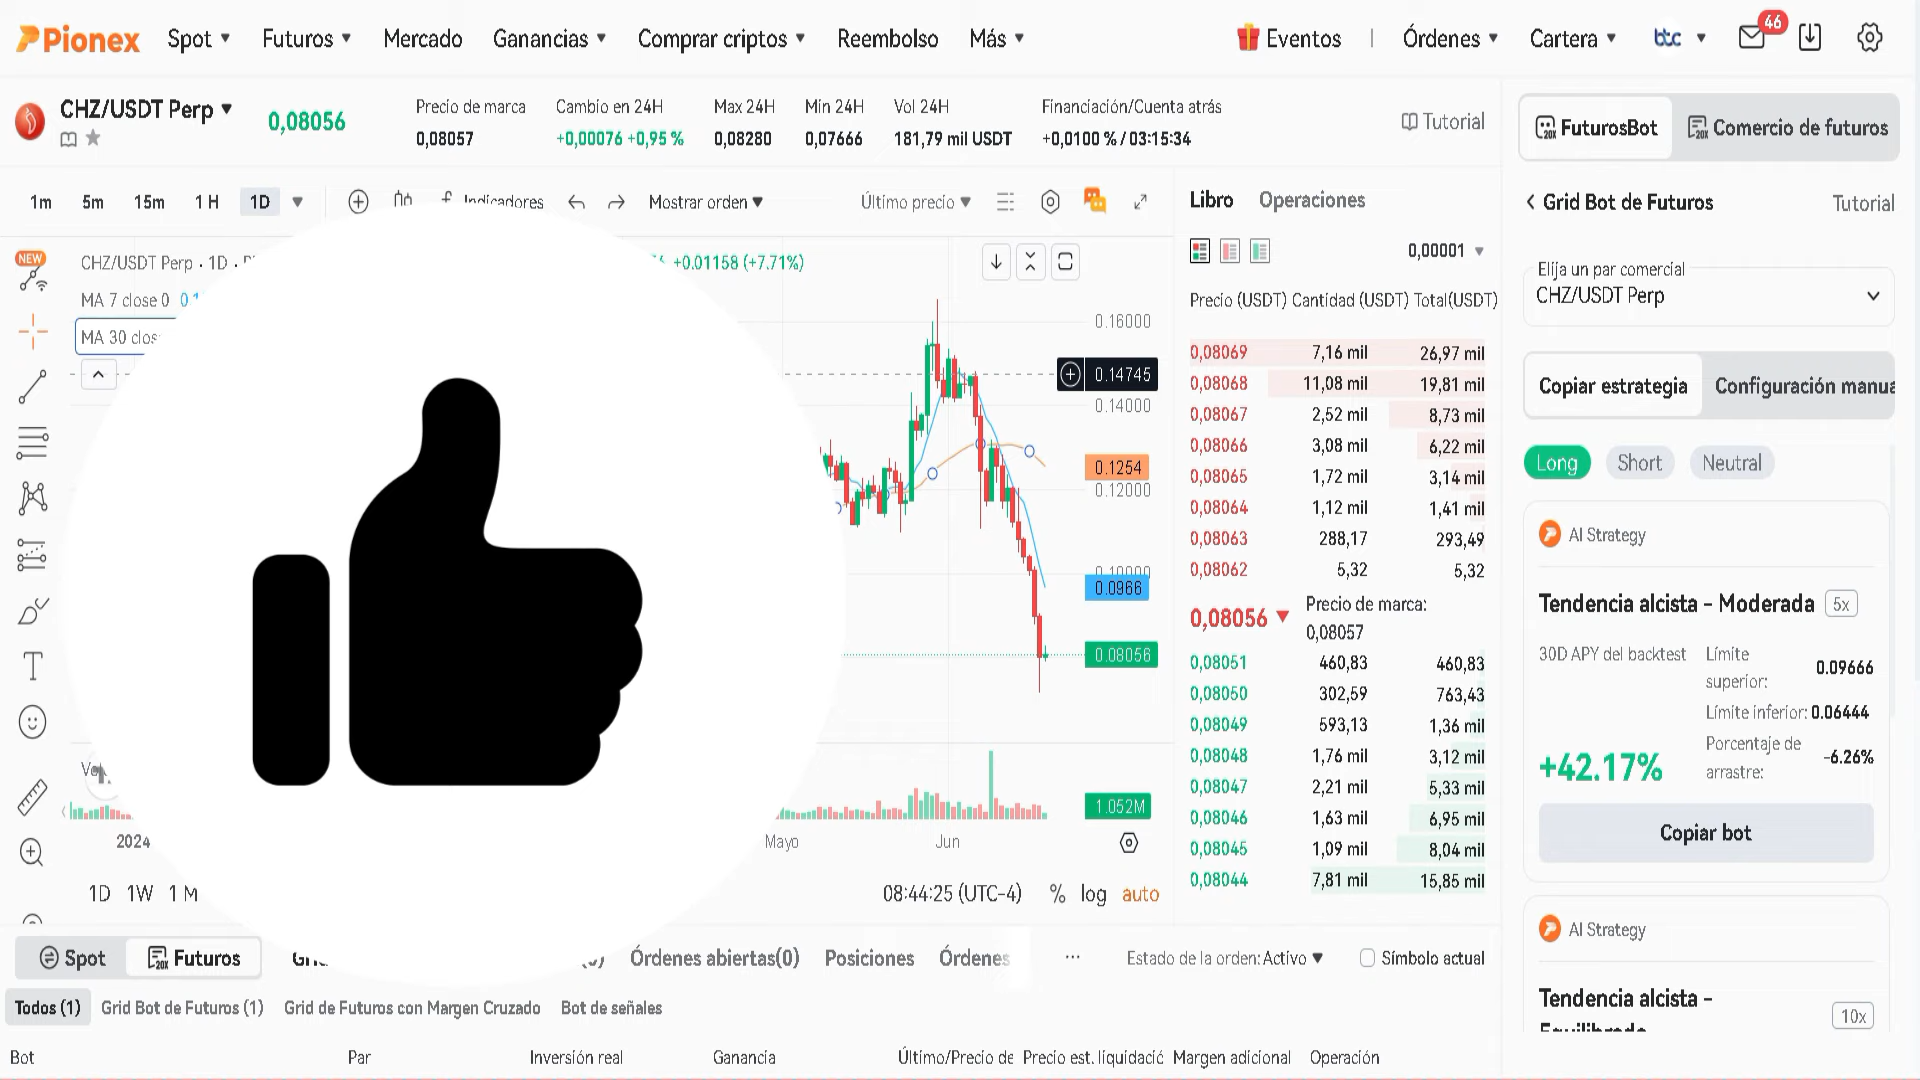 Pionex Spot Futuros Mercado Ganancias Comprar criptos Reembolso Más Eventos | Órdenes Cartera btc 46
CHZ/USDT Perp 0,08056
Precio de marca Cambio en 24H Max 24H Min 24H Vol 24H Financiación/Cuenta atrás
0,08057 +0,00076 +0,95 % 0,08280 0,07666 181,79 mil USDT +0,0100 % / 03:15:34
Tutorial
1m 5m 15m 1 H 1D Indicadores Mostrar orden Último precio
NEW
CHZ/USDT Perp · 1D · +0.01158 (+7.71%)
MA 7 close 0
MA 30 clos
0.16000
0.14745
0.14000
0.1254
0.12000
0.10000
0.0966
0.08056
1.052M
2024 Mayo Jun
1D 1W 1 M 08:44:25 (UTC-4) % log auto
Libro Operaciones
0,00001
Precio (USDT) Cantidad (USDT) Total(USDT)
0,08069 7,16 mil 26,97 mil
0,08068 11,08 mil 19,81 mil
0,08067 2,52 mil 8,73 mil
0,08066 3,08 mil 6,22 mil
0,08065 1,72 mil 3,14 mil
0,08064 1,12 mil 1,41 mil
0,08063 288,17 293,49
0,08062 5,32 5,32
0,08056 Precio de marca:
0,08057
0,08051 460,83 460,83
0,08050 302,59 763,43
0,08049 593,13 1,36 mil
0,08048 1,76 mil 3,12 mil
0,08047 2,21 mil 5,33 mil
0,08046 1,63 mil 6,95 mil
0,08045 1,09 mil 8,04 mil
0,08044 7,81 mil 15,85 mil
20X FuturosBot 20X Comercio de futuros
Grid Bot de Futuros Tutorial
Elija un par comercial
CHZ/USDT Perp
Copiar estrategia Configuración manua
Long Short Neutral
AI Strategy
Tendencia alcista - Moderada 5x
30D APY del backtest
+42.17%
Límite superior: 0.09666
Límite inferior: 0.06444
Porcentaje de arrastre: -6.26%
Copiar bot
AI Strategy
Tendencia alcista - 10x
Equilibrada
Spot 20X Futuros Órdenes abiertas(0) Posiciones Órdenes ... Estado de la orden: Activo Símbolo actual
Todos (1) Grid Bot de Futuros (1) Grid de Futuros con Margen Cruzado Bot de señales
Bot Par Inversión real Ganancia Último/Precio de Precio est. liquidació Margen adicional Operación